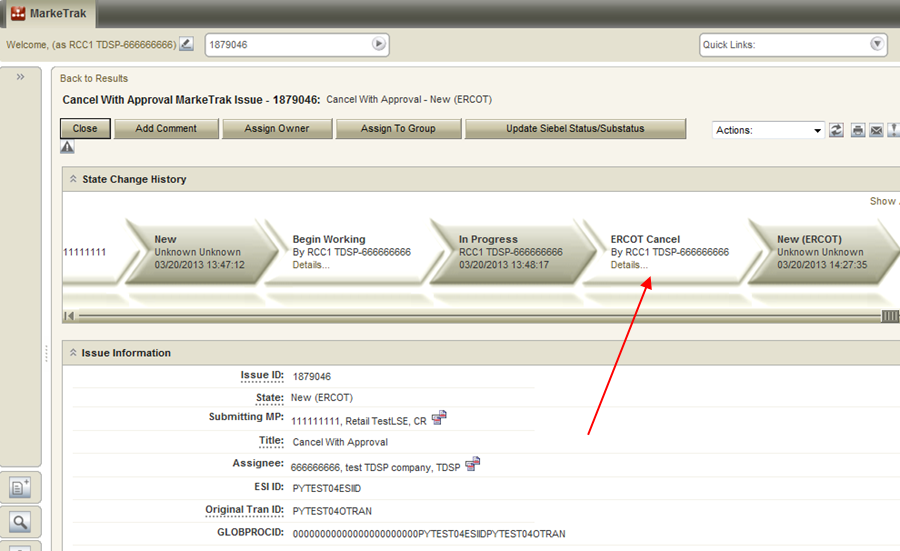 MarkeTrak
Welcome, (as RCC1 TDSP-666666666)
1879046
Quick Links:
Back to Results
Cancel With Approval MarkeTrak Issue - 1879046: Cancel With Approval - New (ERCOT)
Close
Add Comment
Assign Owner
Assign To Group
Update Siebel Status/Substatus
Actions:
State Change History
Show
11111111
New
Unknown Unknown
03/20/2013 13:47:12
Begin Working
By RCC1 TDSP-666666666
Details...
In Progress
RCC1 TDSP-666666666
03/20/2013 13:48:17
ERCOT Cancel
By RCC1 TDSP-666666666
Details...
New (ERCOT)
Unknown Unknown
03/20/2013 14:27:35
Issue Information
Issue ID: 1879046
State: New (ERCOT)
Submitting MP: 111111111, Retail TestLSE, CR
Title: Cancel With Approval
Assignee: 666666666, test TDSP company, TDSP
ESI ID: PYTEST04ESIID
Original Tran ID: PYTEST04OTRAN
GLOBPROCID: 00000000000000000000000PYTEST04ESIIDPYTEST04OTRAN